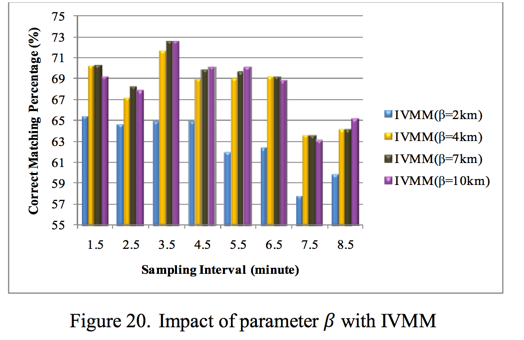 75
73
71
69
67
65
63
61
59
57
55
Correct Matching Percentage (%)
1.5 2.5 3.5 4.5 5.5 6.5 7.5 8.5
Sampling Interval (minute)
IVMM(β=2km)
IVMM(β=4km)
IVMM(β=7km)
IVMM(β=10km)
Figure 20. Impact of parameter β with IVMM